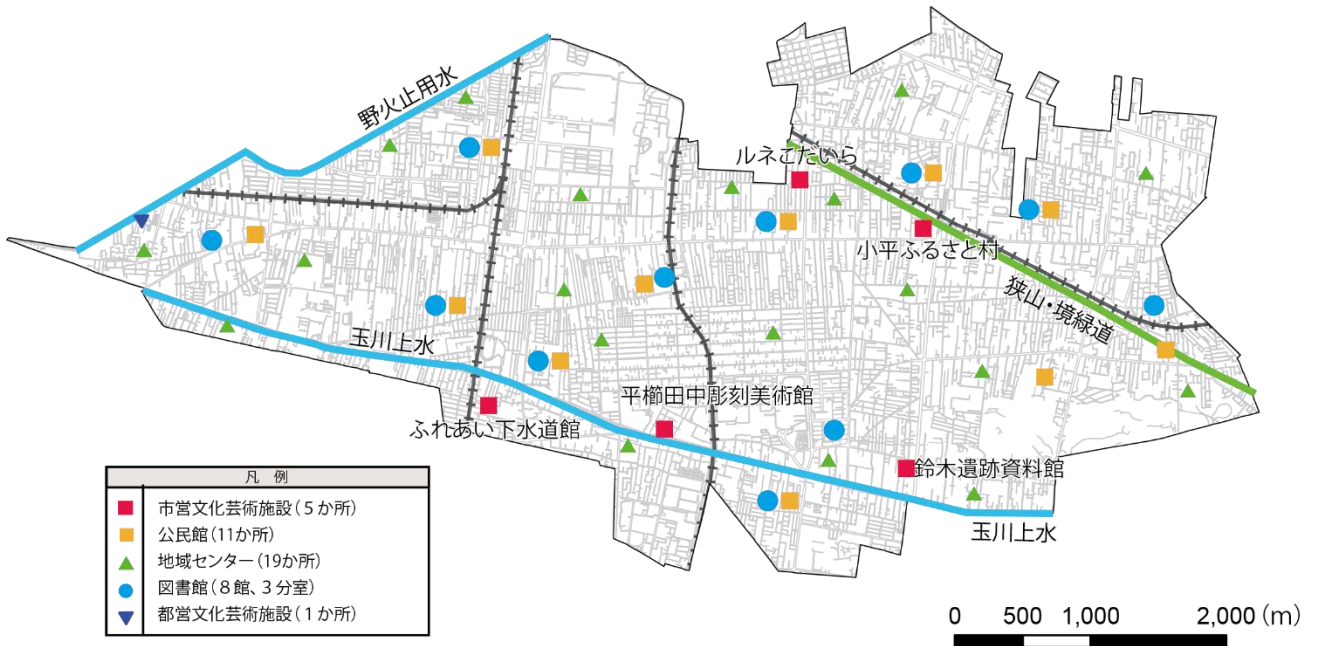 野火止用水
ルネこだいら
小平ふるさと村
狭山・境緑道
玉川上水
平櫛田中彫刻美術館
ふれあい下水道館
鈴木遺跡資料館
玉川上水
凡 例
市営文化芸術施設(5か所)
公民館(11か所)
地域センター(19か所)
図書館(8館、3分室)
都営文化芸術施設(1か所)
0 500 1,000 2,000 (m)